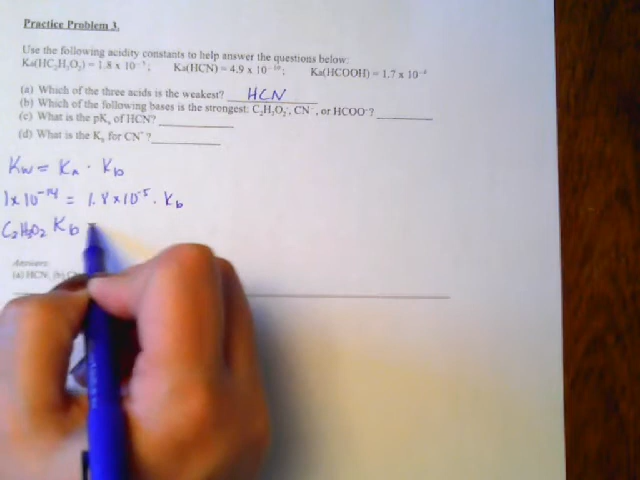 Practice Problem 3.
Use the following acidity constants to help answer the questions below:
Ka(HC₂H₃O₂) = 1.8 x 10⁻⁵; Ka(HCN) = 4.9 x 10⁻¹⁰; Ka(HCOOH) = 1.7 x 10⁻⁴
(a) Which of the three acids is the weakest? HCN
(b) Which of the following bases is the strongest: C₂H₃O₂⁻, CN⁻, or HCOO⁻?
(c) What is the pKₐ of HCN?
(d) What is the Kb for CN⁻?
Kw = Ka · Kb
1x10⁻¹⁴ = 1.8x10⁻⁵ · Kb
C₂H₃O₂ Kb
Answers:
(a) HCN (b)